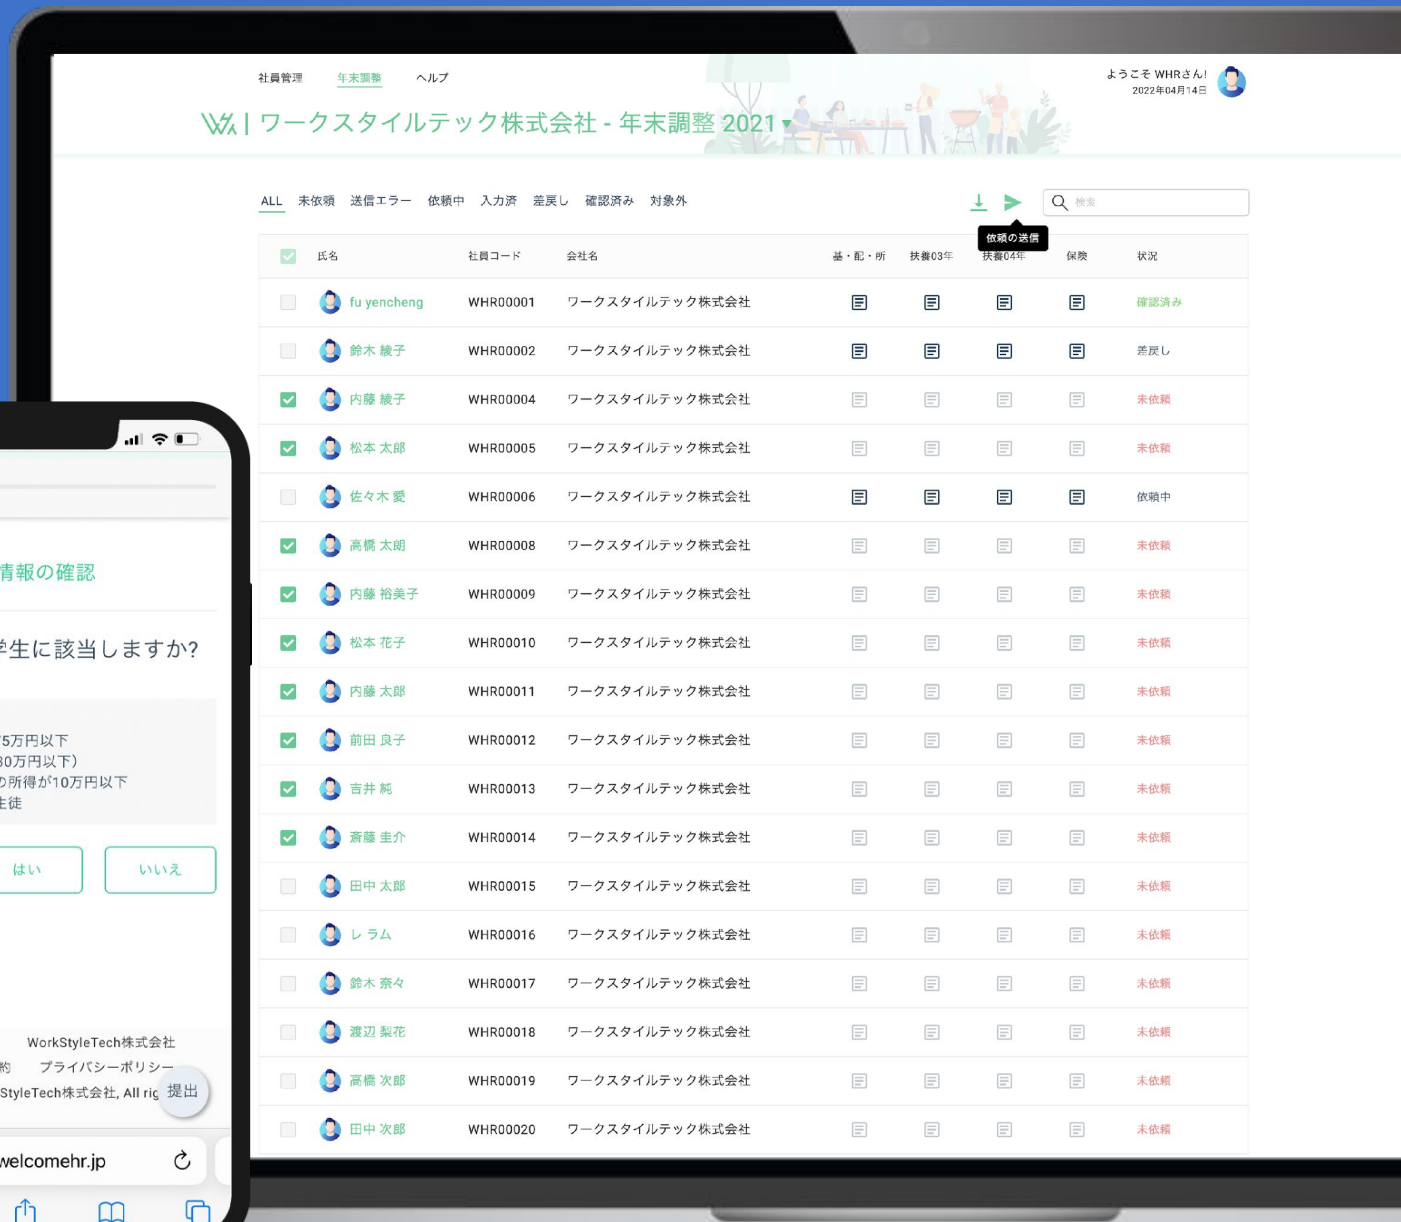 社員管理 年末調整 ヘルプ
ようこそ WHRさん!
2022年04月14日
ワークスタイルテック株式会社 - 年末調整 2021
ALL 未依頼 送信エラー 依頼中 入力済 差戻し 確認済み 対象外
検索
依頼の送信
氏名 社員コード 会社名 基・配・所 扶養03年 扶養04年 保険 状況
fu yencheng WHR00001 ワークスタイルテック株式会社 確認済み
鈴木 綾子 WHR00002 ワークスタイルテック株式会社 差戻し
内藤 綾子 WHR00004 ワークスタイルテック株式会社 未依頼
松本 太郎 WHR00005 ワークスタイルテック株式会社 未依頼
佐々木 愛 WHR00006 ワークスタイルテック株式会社 依頼中
高橋 太朗 WHR00008 ワークスタイルテック株式会社 未依頼
内藤 裕美子 WHR00009 ワークスタイルテック株式会社 未依頼
松本 花子 WHR00010 ワークスタイルテック株式会社 未依頼
内藤 太郎 WHR00011 ワークスタイルテック株式会社 未依頼
前田 良子 WHR00012 ワークスタイルテック株式会社 未依頼
吉井 純 WHR00013 ワークスタイルテック株式会社 未依頼
斎藤 圭介 WHR00014 ワークスタイルテック株式会社 未依頼
田中 太郎 WHR00015 ワークスタイルテック株式会社 未依頼
レ ラム WHR00016 ワークスタイルテック株式会社 未依頼
鈴木 奈々 WHR00017 ワークスタイルテック株式会社 未依頼
渡辺 梨花 WHR00018 ワークスタイルテック株式会社 未依頼
高橋 次郎 WHR00019 ワークスタイルテック株式会社 未依頼
田中 次郎 WHR00020 ワークスタイルテック株式会社 未依頼
情報の確認
学生に該当しますか?
75万円以下
30万円以下)
の所得が10万円以下
生徒
はい いいえ
WorkStyleTech株式会社
約 プライバシーポリシー
StyleTech株式会社, All rig
提出
welcomehr.jp